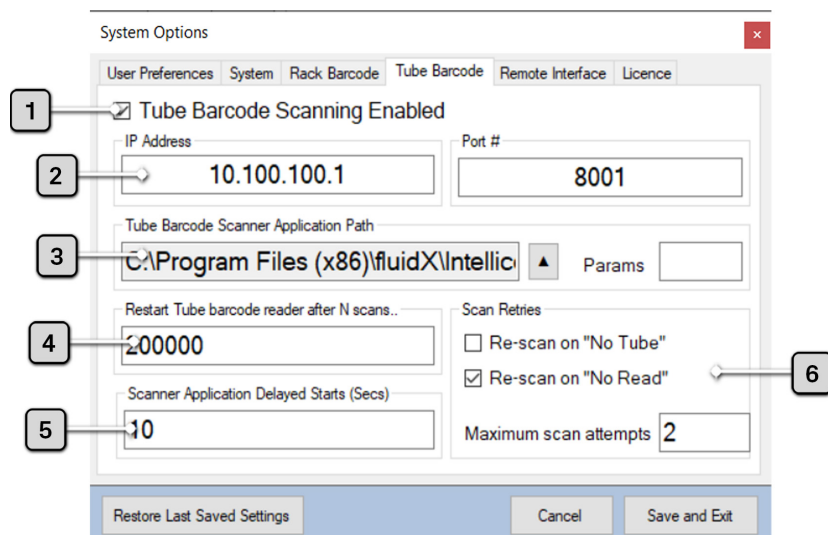 System Options
×
User Preferences System Rack Barcode Tube Barcode Remote Interface Licence
1
Tube Barcode Scanning Enabled
IP Address Port #
2
10.100.100.1 8001
Tube Barcode Scanner Application Path
3
C:\Program Files (x86)\fluidX\Intellic ▲ Params
Restart Tube barcode reader after N scans.. Scan Retries
4
200000
Re-scan on "No Tube"
Re-scan on "No Read"
6
Scanner Application Delayed Starts (Secs)
5
10
Maximum scan attempts 2
Restore Last Saved Settings Cancel Save and Exit